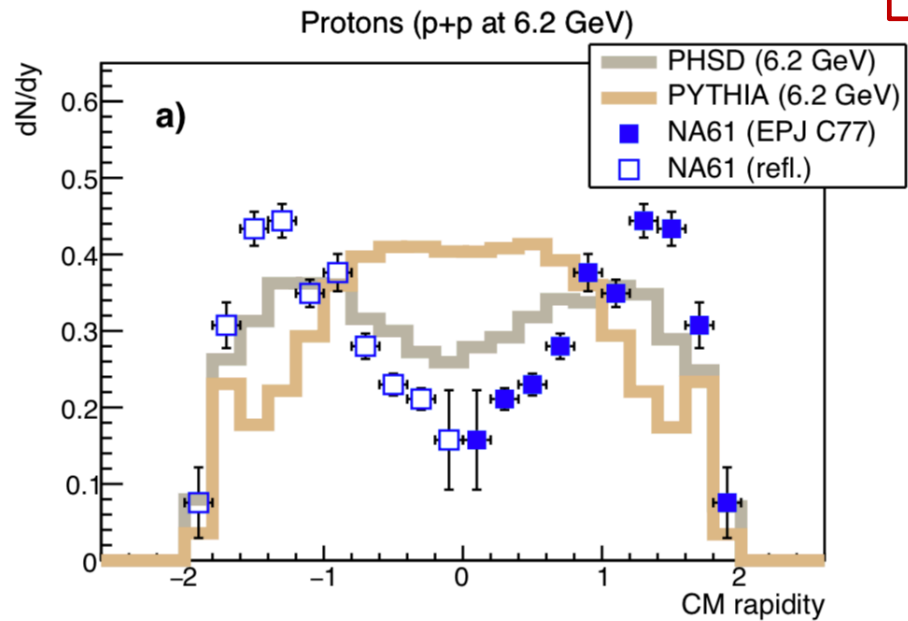 Protons (p+p at 6.2 GeV)
dN/dy
a)
PHSD (6.2 GeV)
PYTHIA (6.2 GeV)
NA61 (EPJ C77)
NA61 (refl.)
0.6
0.5
0.4
0.3
0.2
0.1
0
−2
−1
0
1
2
CM rapidity